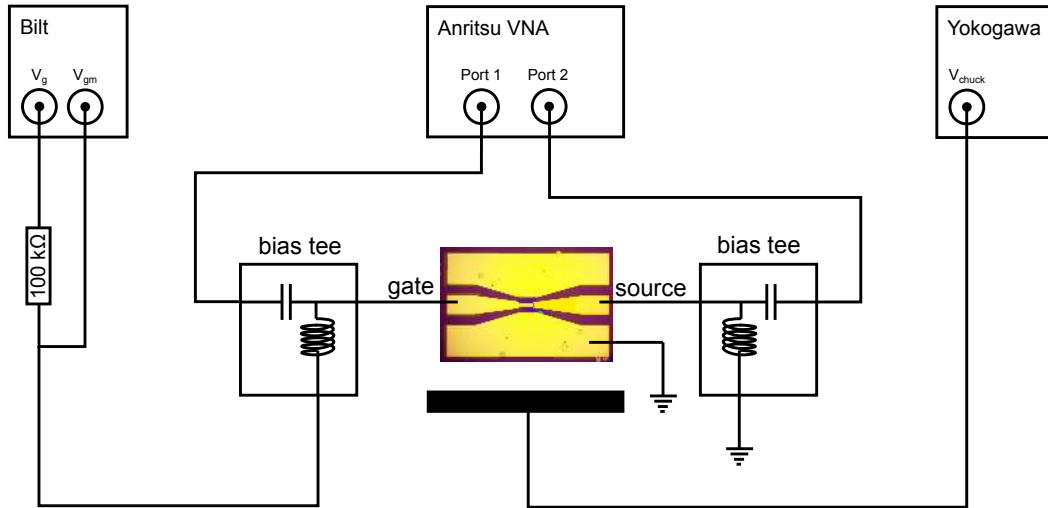 Bilt
Anritsu VNA
Yokogawa
Vg
Vgm
Port 1
Port 2
Vchuck
100 kΩ
bias tee
bias tee
gate
source